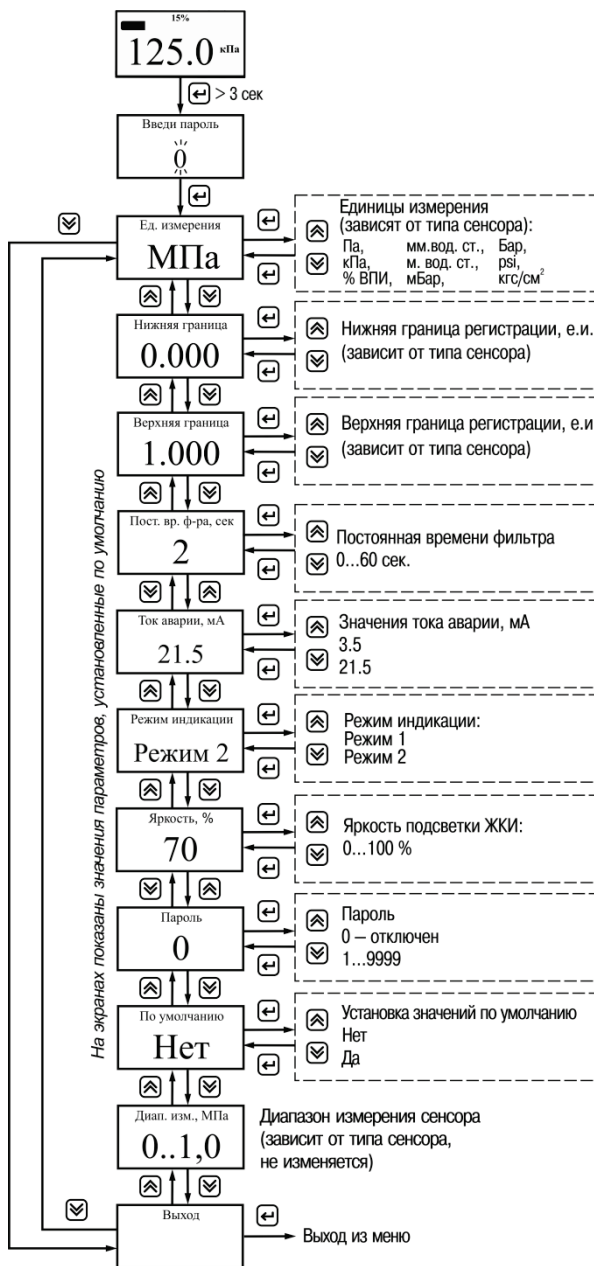 15%
125.0 кПа
> 3 сек
Введи пароль
0
Ед. измерения
МПа
Единицы измерения
(зависят от типа сенсора):
Па, мм.вод. ст., Бар,
кПа, м. вод. ст., psi,
% ВПИ, мБар, кгс/см²
Нижняя граница
0.000
Нижняя граница регистрации, е.и.
(зависит от типа сенсора)
Верхняя граница
1.000
Верхняя граница регистрации, е.и
(зависит от типа сенсора)
Пост. вр. ф-ра, сек
2
Постоянная времени фильтра
0...60 сек.
Ток аварии, мА
21.5
Значения тока аварии, мА
3.5
21.5
Режим индикации
Режим 2
Режим индикации:
Режим 1
Режим 2
Яркость, %
70
Яркость подсветки ЖКИ:
0...100 %
Пароль
0
Пароль
0 – отключен
1...9999
По умолчанию
Нет
Установка значений по умолчанию
Нет
Да
Диап. изм., МПа
0..1,0
Диапазон измерения сенсора
(зависит от типа сенсора,
не изменяется)
Выход
Выход из меню
На экранах показаны значения параметров, установленные по умолчанию